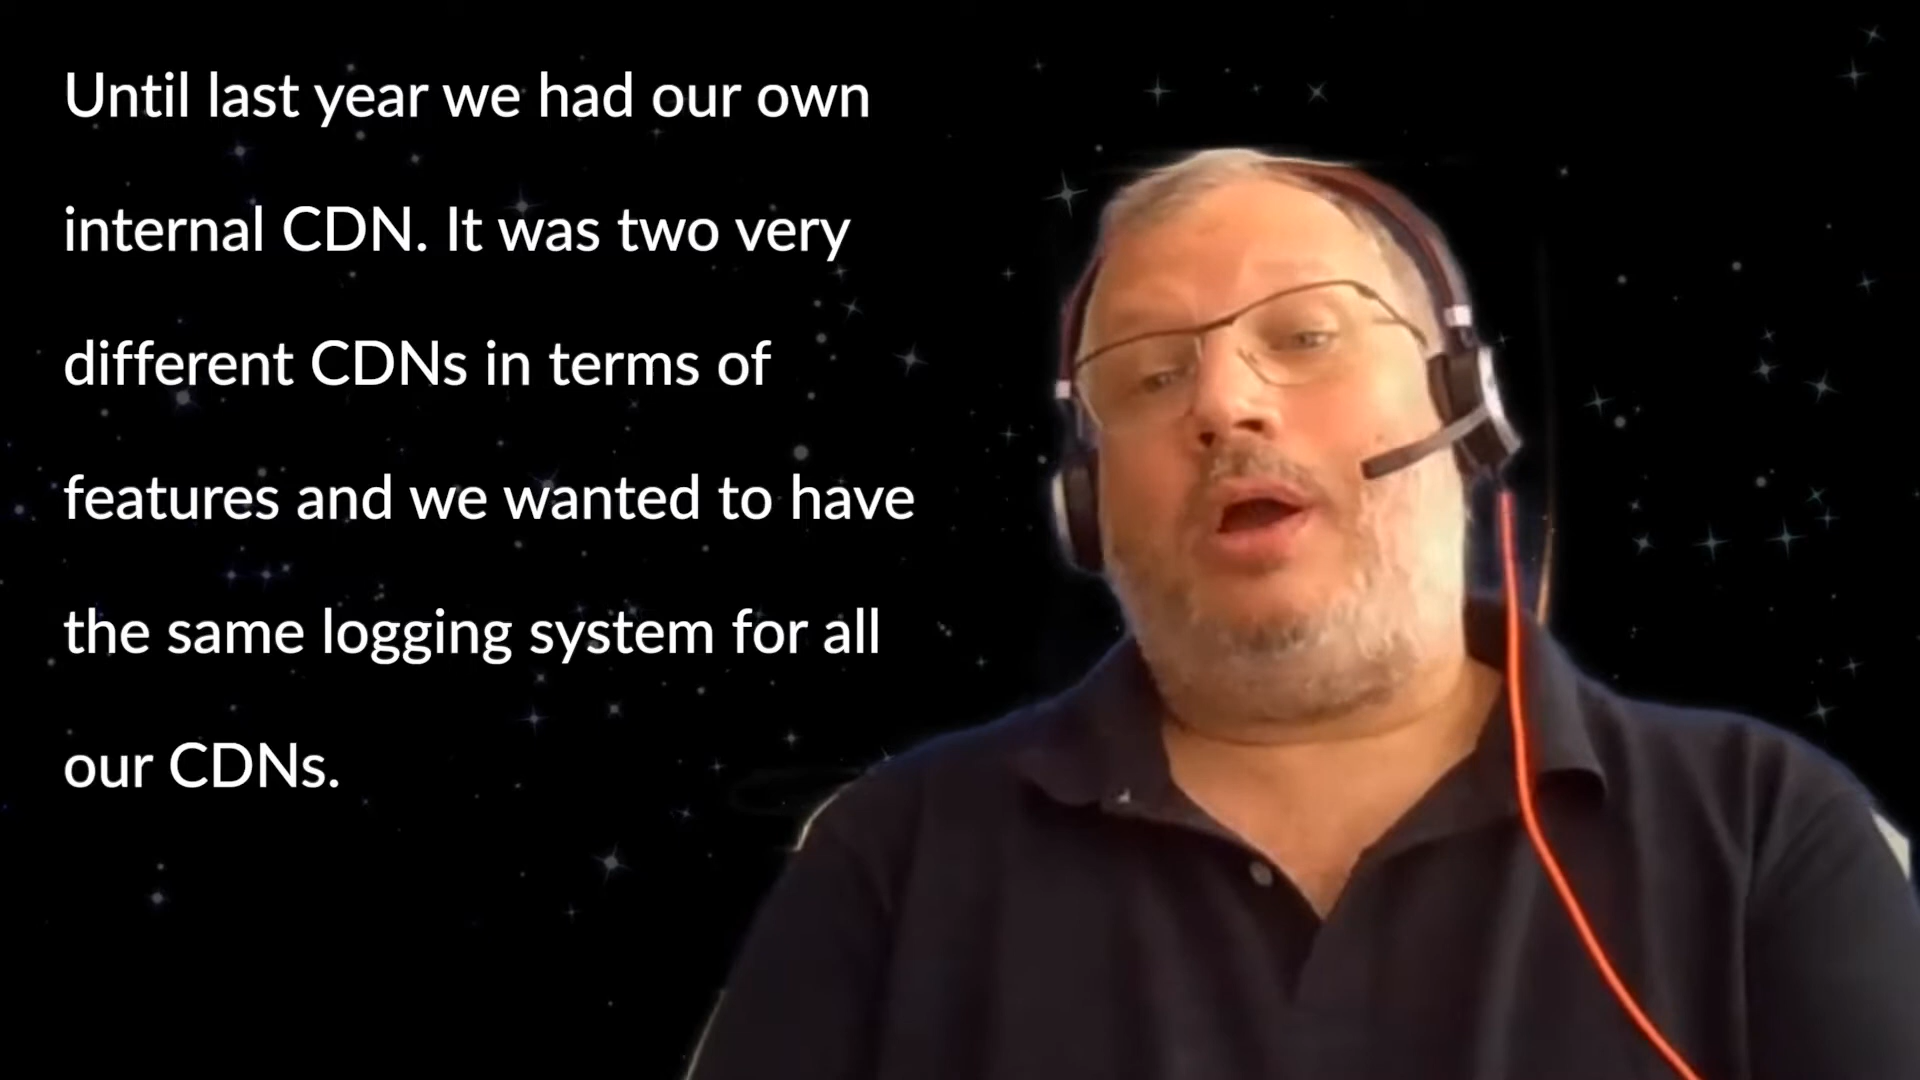 Until last year we had our own
internal CDN. It was two very
different CDNs in terms of
features and we wanted to have
the same logging system for all
our CDNs.